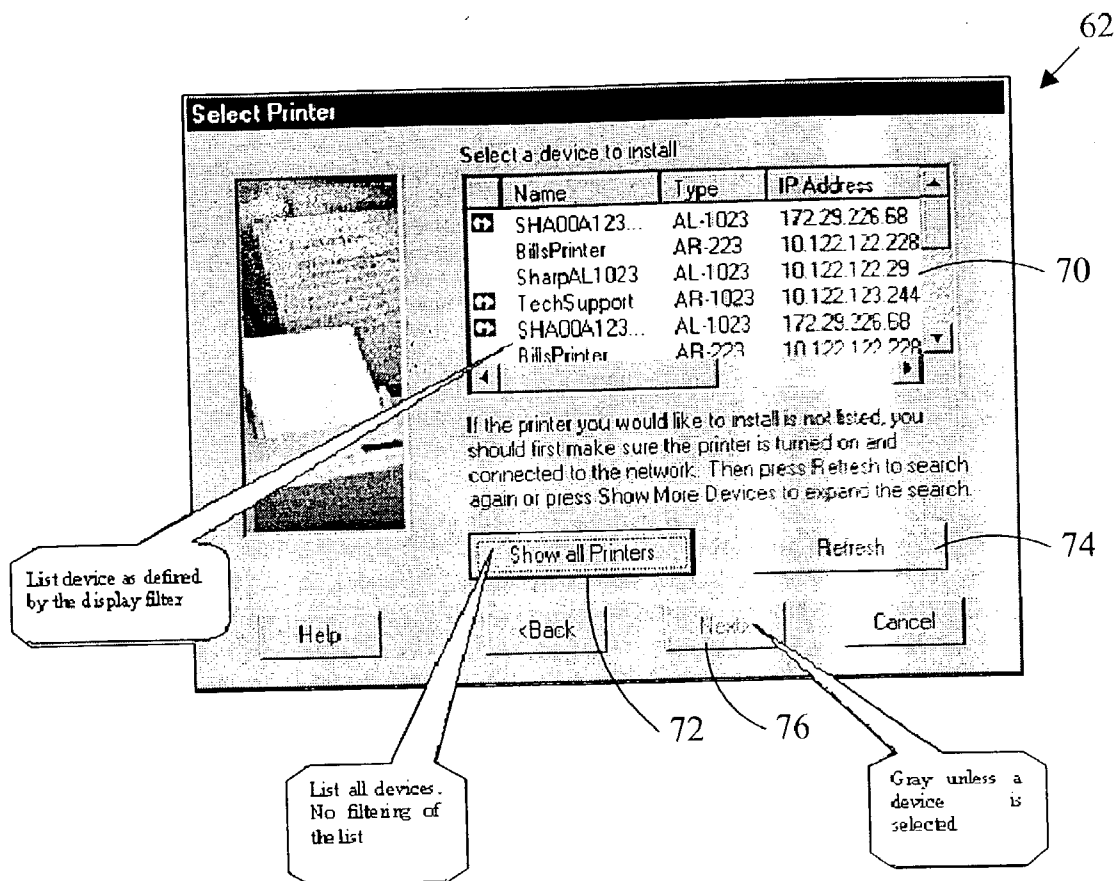 62
Select Printer
Select a device to install
Name Type IP Address
SHA00A123... AL-1023 172.29.226.68
BillsPrinter AR-223 10.122.122.228
SharpAL1023 AL-1023 10.122.122.29
70
TechSupport AR-1023 10.122.123.244
SHA00A123... AL-1023 172.29.226.68
BillsPrinter AR-223 10.122.122.228
If the printer you would like to install is not listed, you
should first make sure the printer is turned on and
connected to the network. Then press Refresh to search
again or press Show More Devices to expand the search.
Show all Printers
Refresh
74
List device as defined
by the display filter
Help
<Back
Next>
Cancel
72
76
List all devices.
No filtering of
the list
Gray unless a
device is
selected